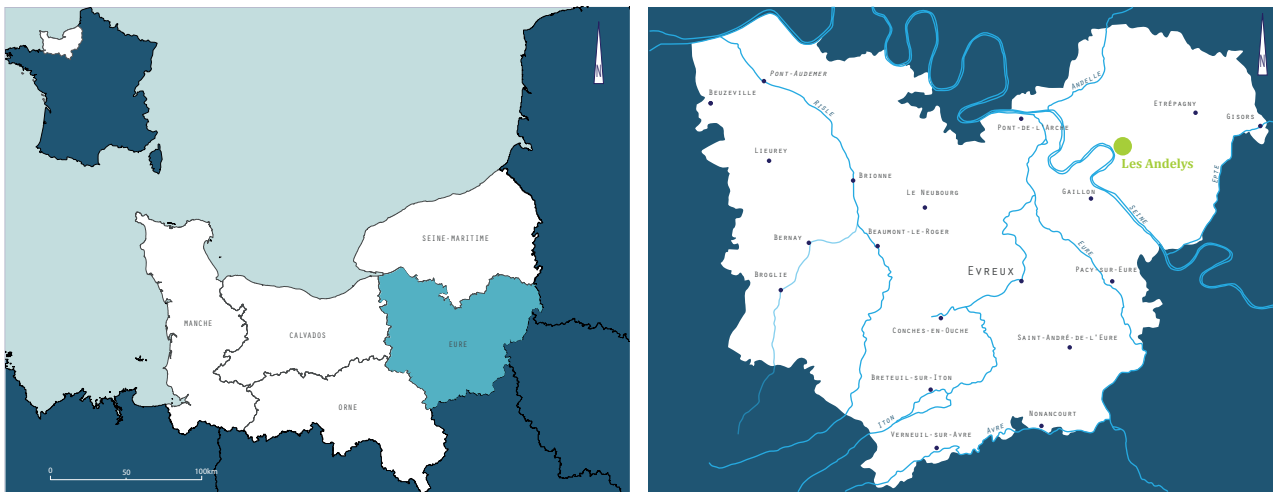 N
SEINE-MARITIME
MANCHE
CALVADOS
EURE
ORNE
0
50
100km
N
PONT-AUDEMER
ANDELLE
BEUZEVILLE
RISLE
ETRÉPAGNY
GISORS
PONT-DE-L'ARCHE
LIEUREY
Les Andelys
BRIONNE
EPTE
LE NEUBOURG
GAILLON
SEINE
BERNAY
BEAUMONT-LE-ROGER
EURE
BROGLIE
EVREUX
PACY-SUR-EURE
CONCHES-EN-OUCHE
SAINT-ANDRÉ-DE-L'EURE
BRETEUIL-SUR-ITON
ITON
NONANCOURT
VERNEUIL-SUR-AVRE
AVRE